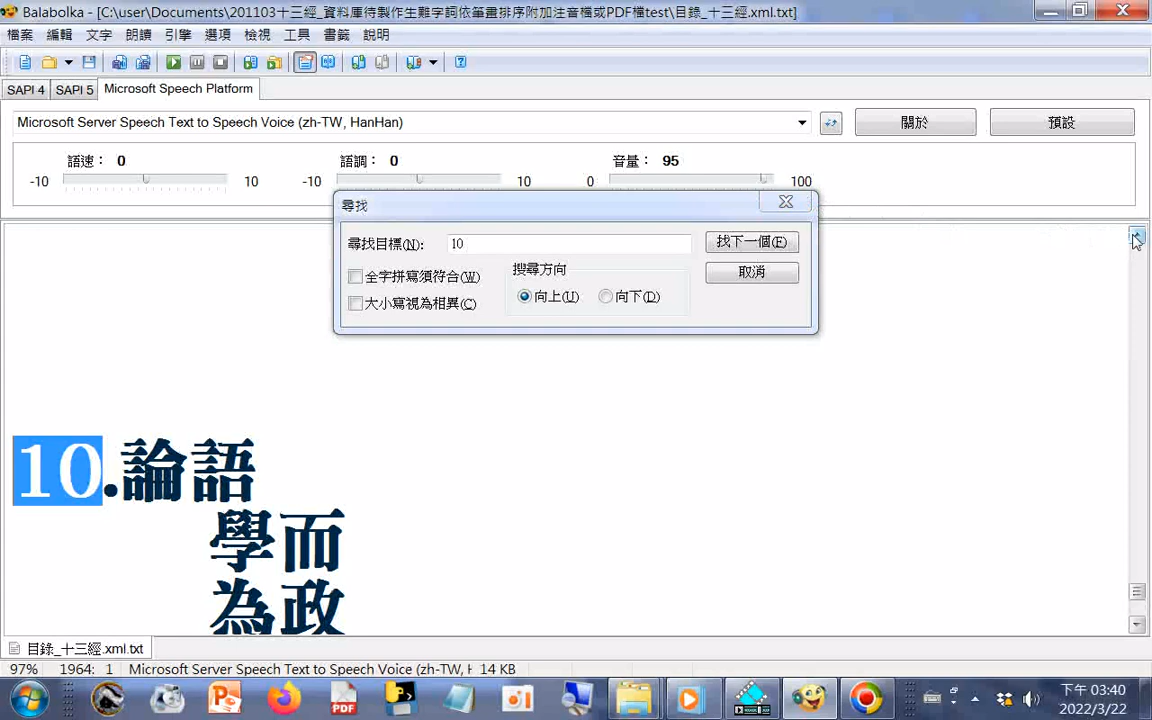 Balabolka - [C:\user\Documents\201103十三經_資料庫待製作生難字詞依筆畫排序附加注音檔或PDF檔test\目錄_十三經.xml.txt]
檔案 編輯 文字 朗讀 引擎 選項 檢視 工具 書籤 說明
SAPI 4 SAPI 5 Microsoft Speech Platform
Microsoft Server Speech Text to Speech Voice (zh-TW, HanHan) 關於 預設
語速： 0 語調： 0 音量： 95
-10 10 -10 10 0 100
尋找
尋找目標(N): 10 找下一個(F)
全字拼寫須符合(W) 搜尋方向 取消
大小寫視為相異(C) 向上(U) 向下(D)
10.論語
學而
為政
目錄_十三經.xml.txt
97% 1964: 1 Microsoft Server Speech Text to Speech Voice (zh-TW, 14 KB
下午 03:40
2022/3/22